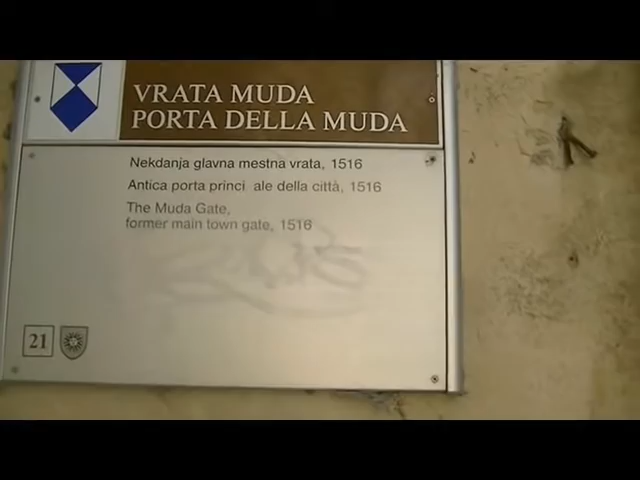 VRATA MUDA
PORTA DELLA MUDA
Nekdanja glavna mestna vrata, 1516
Antica porta princi ale della città, 1516
The Muda Gate,
former main town gate, 1516
21